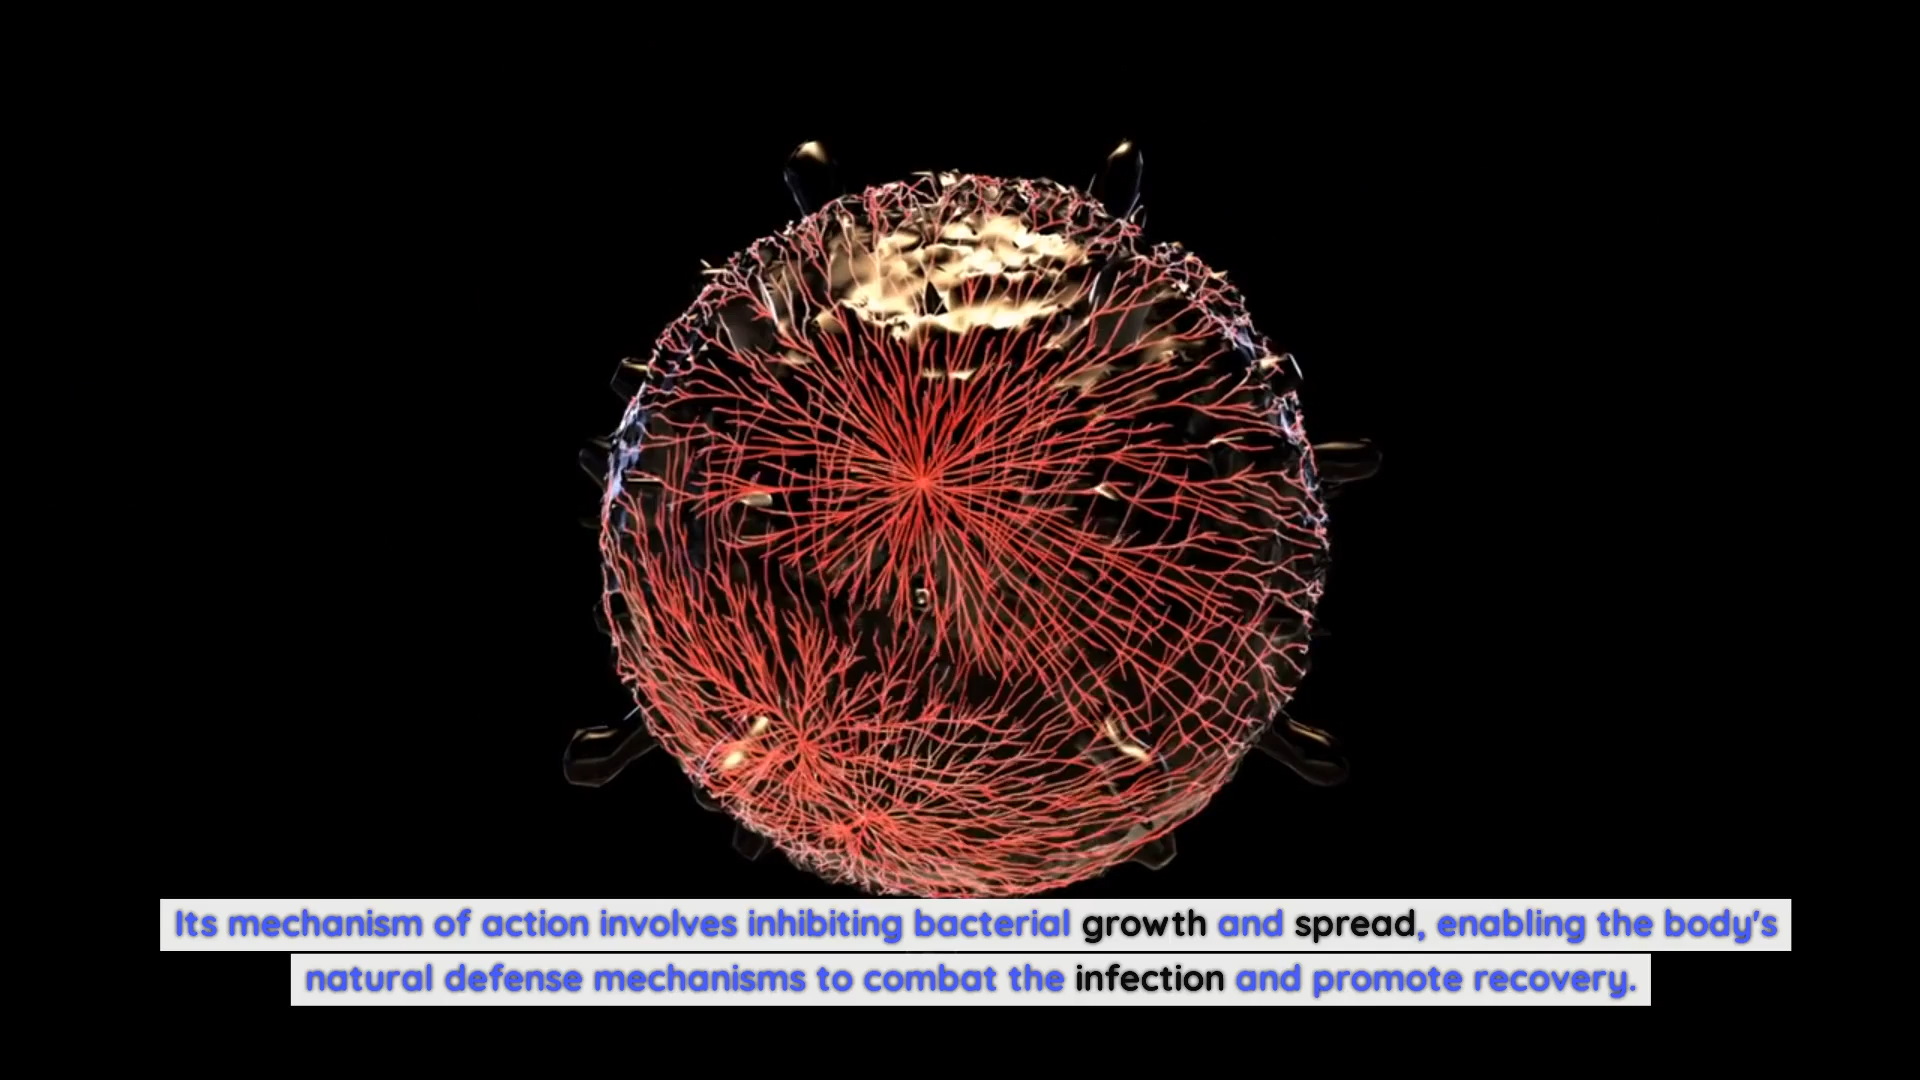 Its mechanism of action involves inhibiting bacterial growth and spread, enabling the body's
natural defense mechanisms to combat the infection and promote recovery.